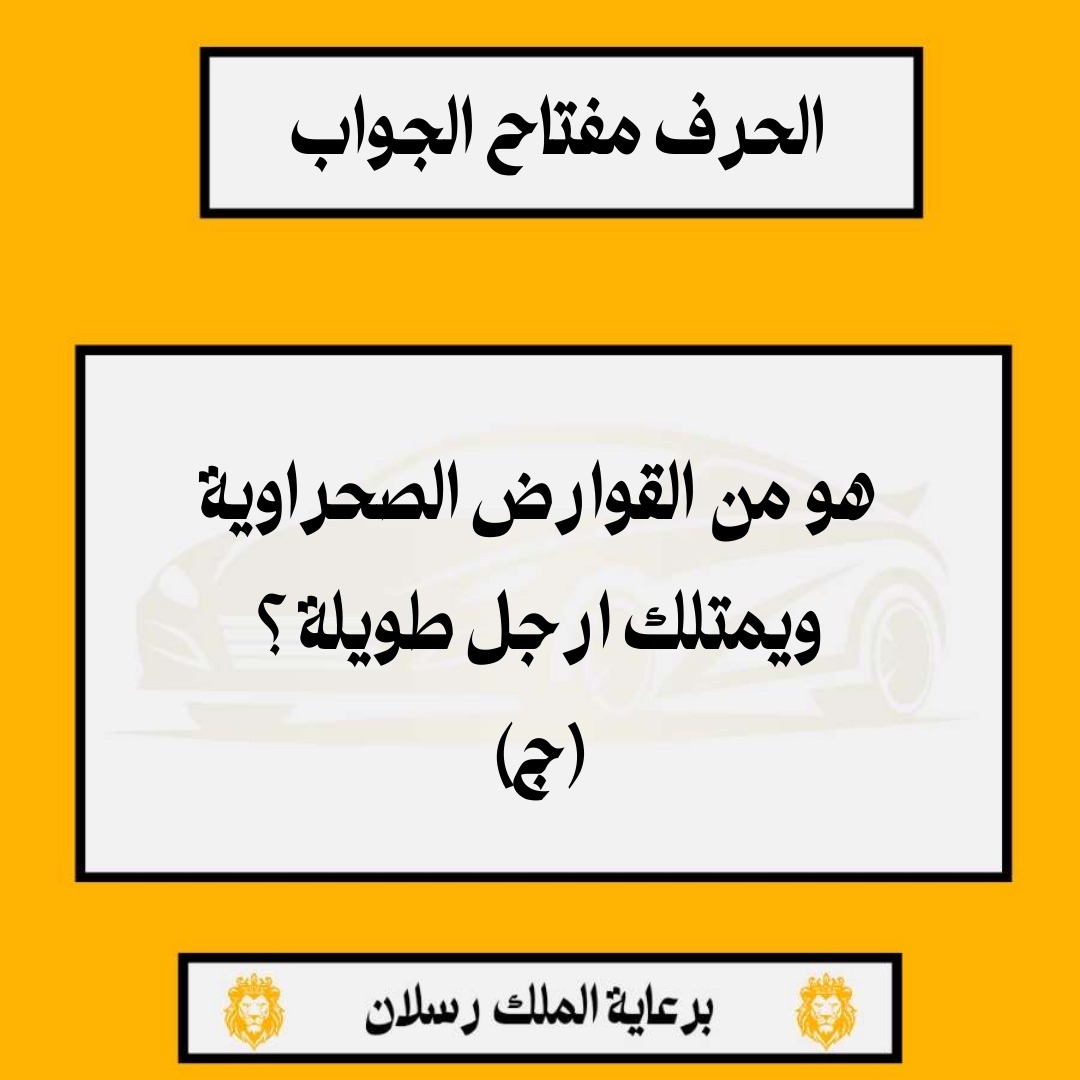 الحرف مفتاح الجواب
هو من القوارض الصحراوية
ويمتلك ارجل طويلة ؟
(ج)
برعاية الملك رسلان